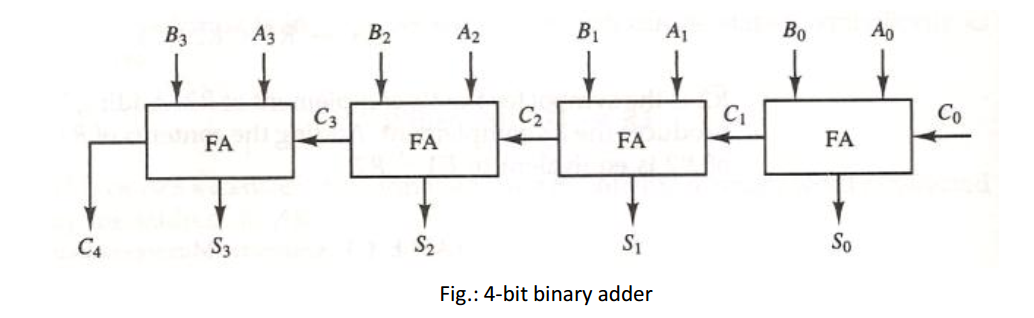 B3 A3 B2 A2 B1 A1 B0 A0
C3 C2 C1 C0
FA FA FA FA
C4 S3 S2 S1 S0
Fig.: 4-bit binary adder